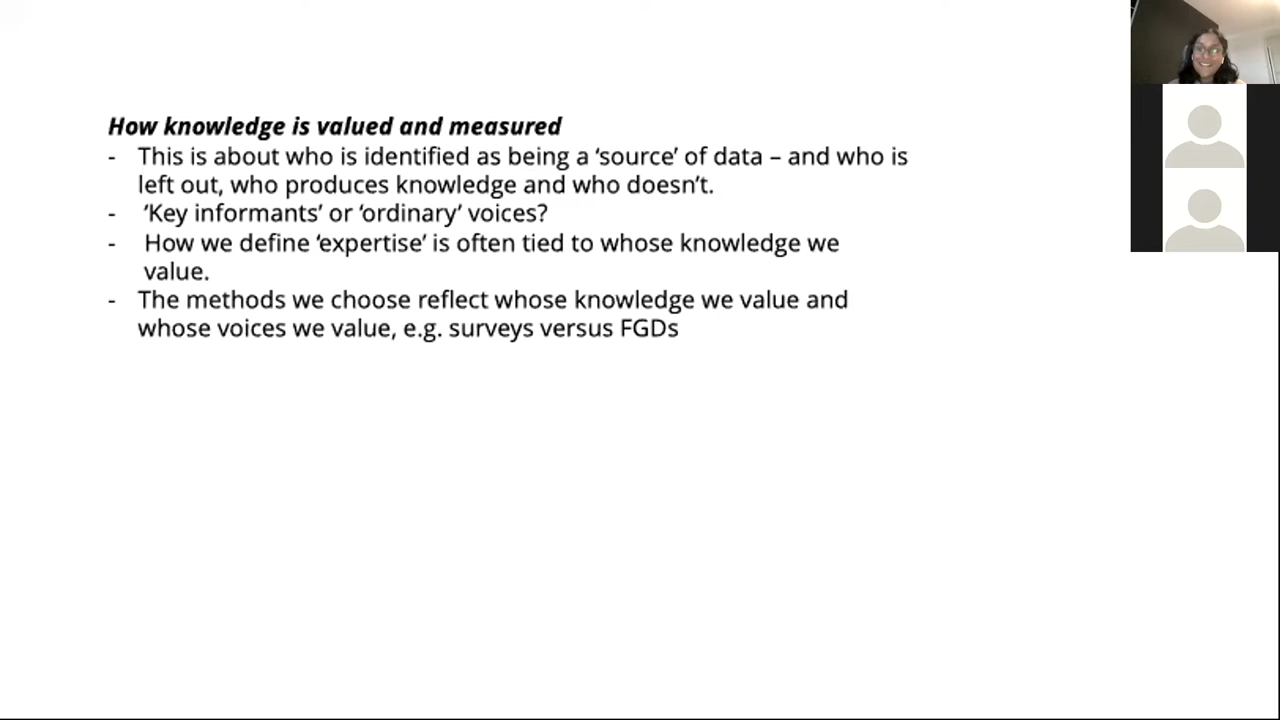 How knowledge is valued and measured
- This is about who is identified as being a ‘source’ of data – and who is
left out, who produces knowledge and who doesn’t.
- ‘Key informants’ or ‘ordinary’ voices?
- How we define ‘expertise’ is often tied to whose knowledge we
value.
- The methods we choose reflect whose knowledge we value and
whose voices we value, e.g. surveys versus FGDs